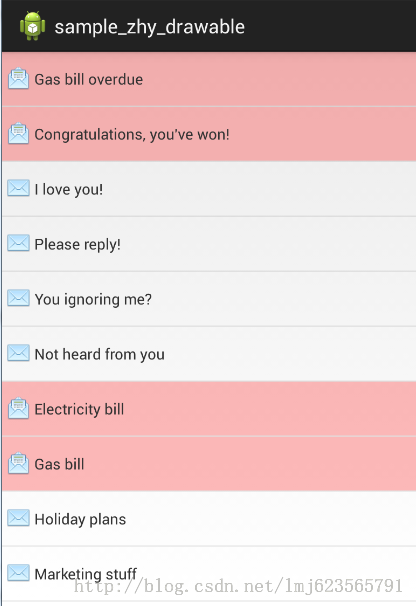 sample_zhy_drawable
Gas bill overdue
Congratulations, you've won!
I love you!
Please reply!
You ignoring me?
Not heard from you
Electricity bill
Gas bill
Holiday plans
Marketing stuff
http://blog.csdn.net/lmj623565791